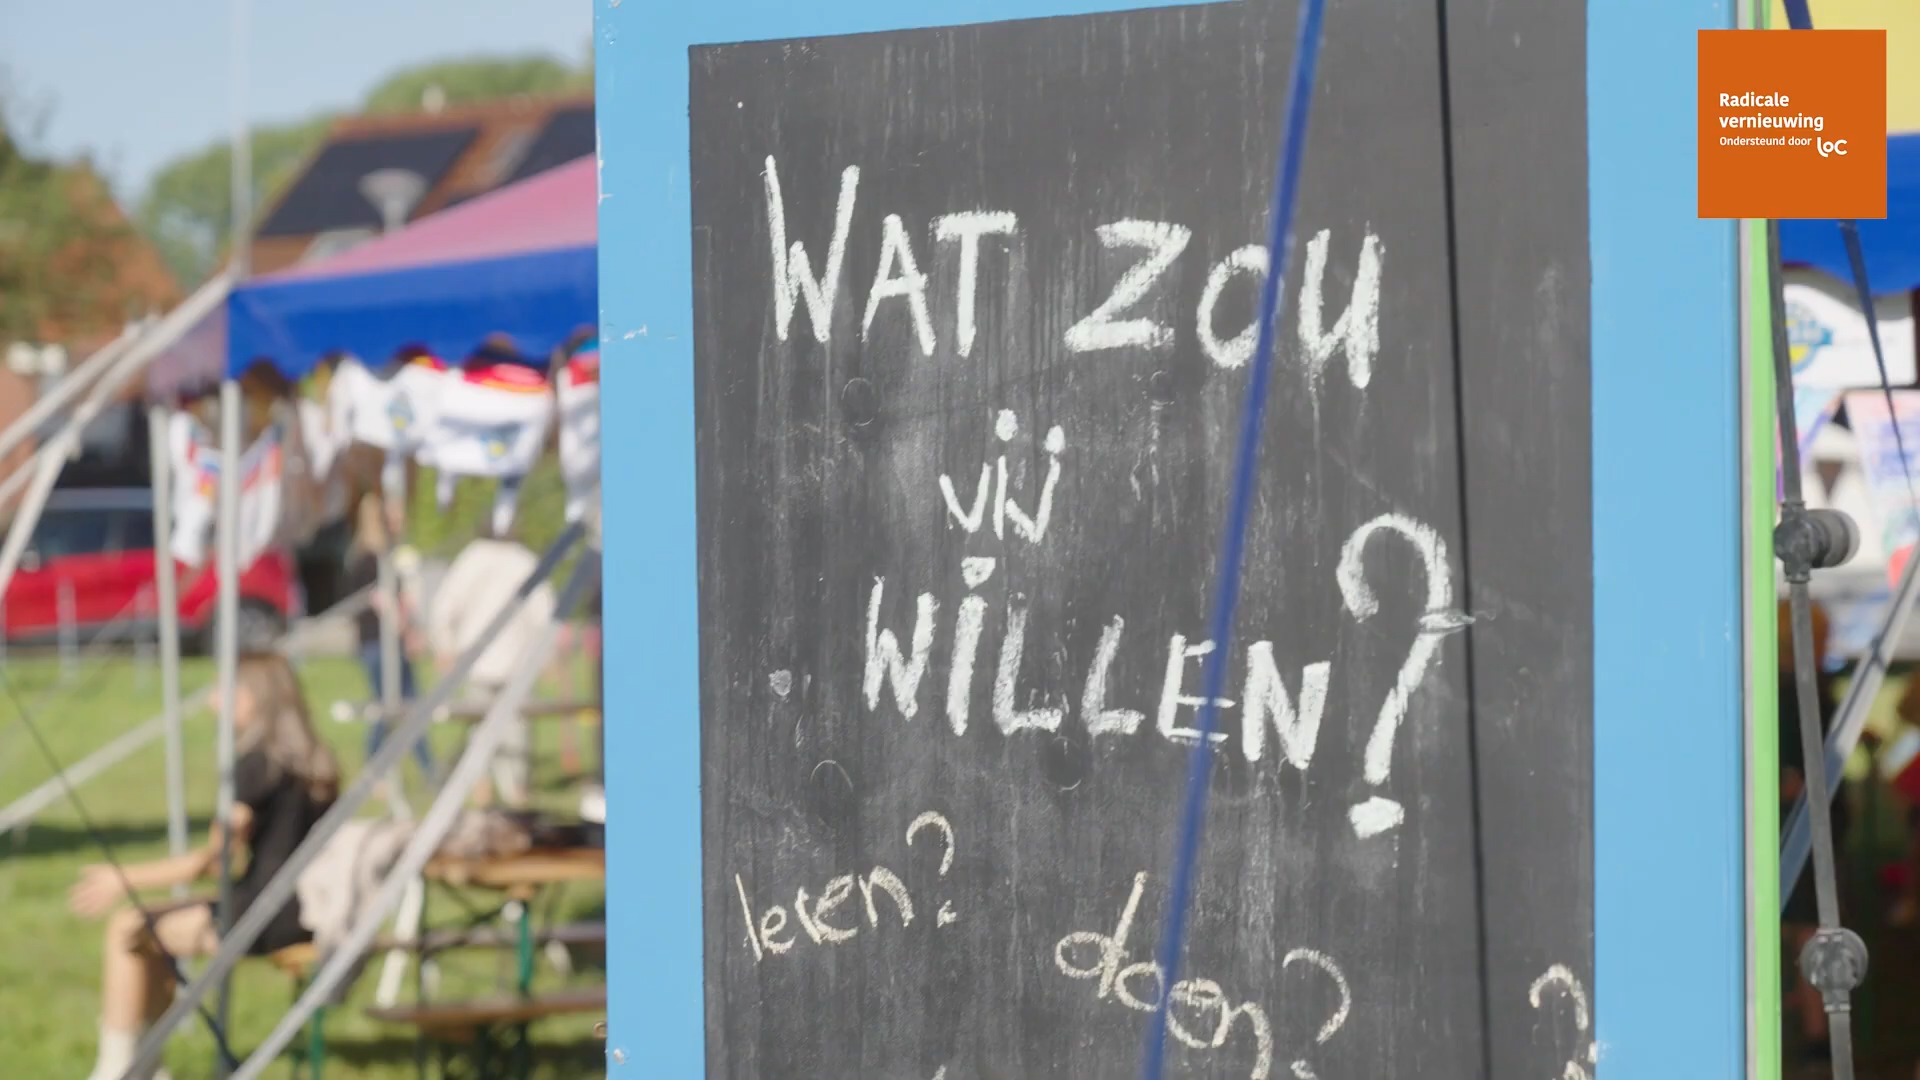 WAT ZOU
WIJ
WILLEN?
leren?
doen?
?
Radicale
vernieuwing
Ondersteund door LOC